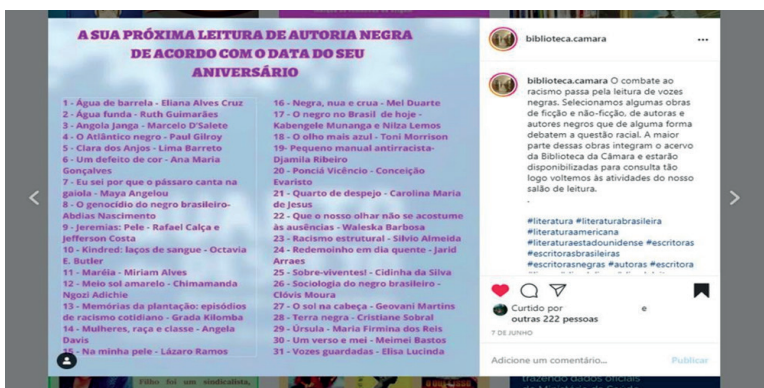 A SUA PRÓXIMA LEITURA DE AUTORIA NEGRA
DE ACORDO COM O DATA DO SEU
ANIVERSÁRIO
1 - Água de barrela - Eliana Alves Cruz
2 - Água funda - Ruth Guimarães
3 - Angola Janga - Marcelo D'Salete
4 - O Atlântico negro - Paul Gilroy
5 - Clara dos Anjos - Lima Barreto
6 - Um defeito de cor - Ana Maria
Gonçalves
7 - Eu sei por que o pássaro canta na
gaiola - Maya Angelou
8 - O genocídio do negro brasileiro-
Abdias Nascimento
9 - Jeremias: Pele - Rafael Calça e
Jefferson Costa
10 - Kindred: laços de sangue - Octavia
E. Butler
11 - Maréia - Miriam Alves
12 - Meio sol amarelo - Chimamanda
Ngozi Adichie
13 - Memórias da plantação: episódios
de racismo cotidiano - Grada Kilomba
14 - Mulheres, raça e classe - Angela
Davis
15 - Na minha pele - Lázaro Ramos
16 - Negra, nua e crua - Mel Duarte
17 - O negro no Brasil de hoje -
Kabengele Munanga e Nilza Lemos
18 - O olho mais azul - Toni Morrison
19- Pequeno manual antirracista-
Djamila Ribeiro
20 - Ponciá Vicêncio - Conceição
Evaristo
21 - Quarto de despejo - Carolina Maria
de Jesus
22 - Que o nosso olhar não se acostume
às ausências - Waleska Barbosa
23 - Racismo estrutural - Silvio Almeida
24 - Redemoinho em dia quente - Jarid
Arraes
25 - Sobre-viventes! - Cidinha da Silva
26 - Sociologia do negro brasileiro -
Clóvis Moura
27 - O sol na cabeça - Geovani Martins
28 - Terra negra - Cristiane Sobral
29 - Úrsula - Maria Firmina dos Reis
30 - Um verso e mei - Meimei Bastos
31 - Vozes guardadas - Elisa Lucinda
biblioteca.camara
biblioteca.camara O combate ao
racismo passa pela leitura de vozes
negras. Selecionamos algumas obras
de ficção e não-ficção, de autoras e
autores negros que de alguma forma
debatem a questão racial. A maior
parte dessas obras integram o acervo
da Biblioteca da Câmara e estarão
disponibilizadas para consulta tão
logo voltemos às atividades do nosso
salão de leitura.
.
#literatura #literaturabrasileira
#literaturaamericana
#literaturaestadounidense #escritoras
#escritorasbrasileiras
#escritorasnegras #autoras #escritora
Curtido por e
outras 222 pessoas
7 DE JUNHO
Adicione um comentário...
Publicar
Filho foi um sindicalista,
trazendo dados oficiais